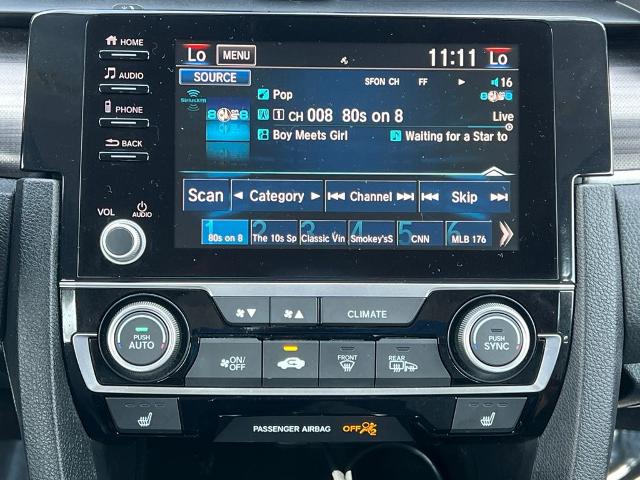 HOME
AUDIO
PHONE
BACK
VOL
AUDIO
Lo MENU 11:11 Lo
SOURCE SFON CH FF 16
SiriusXM
Pop
1 CH 008 80s on 8 Live
Boy Meets Girl Waiting for a Star to
Scan Category Channel Skip
1 2 3 4 5 6
80s on 8 The 10s Sp Classic Vin Smokey'sS CNN MLB 176
CLIMATE
PUSH AUTO
ON/OFF
FRONT
REAR
PUSH SYNC
PASSENGER AIRBAG OFF 2